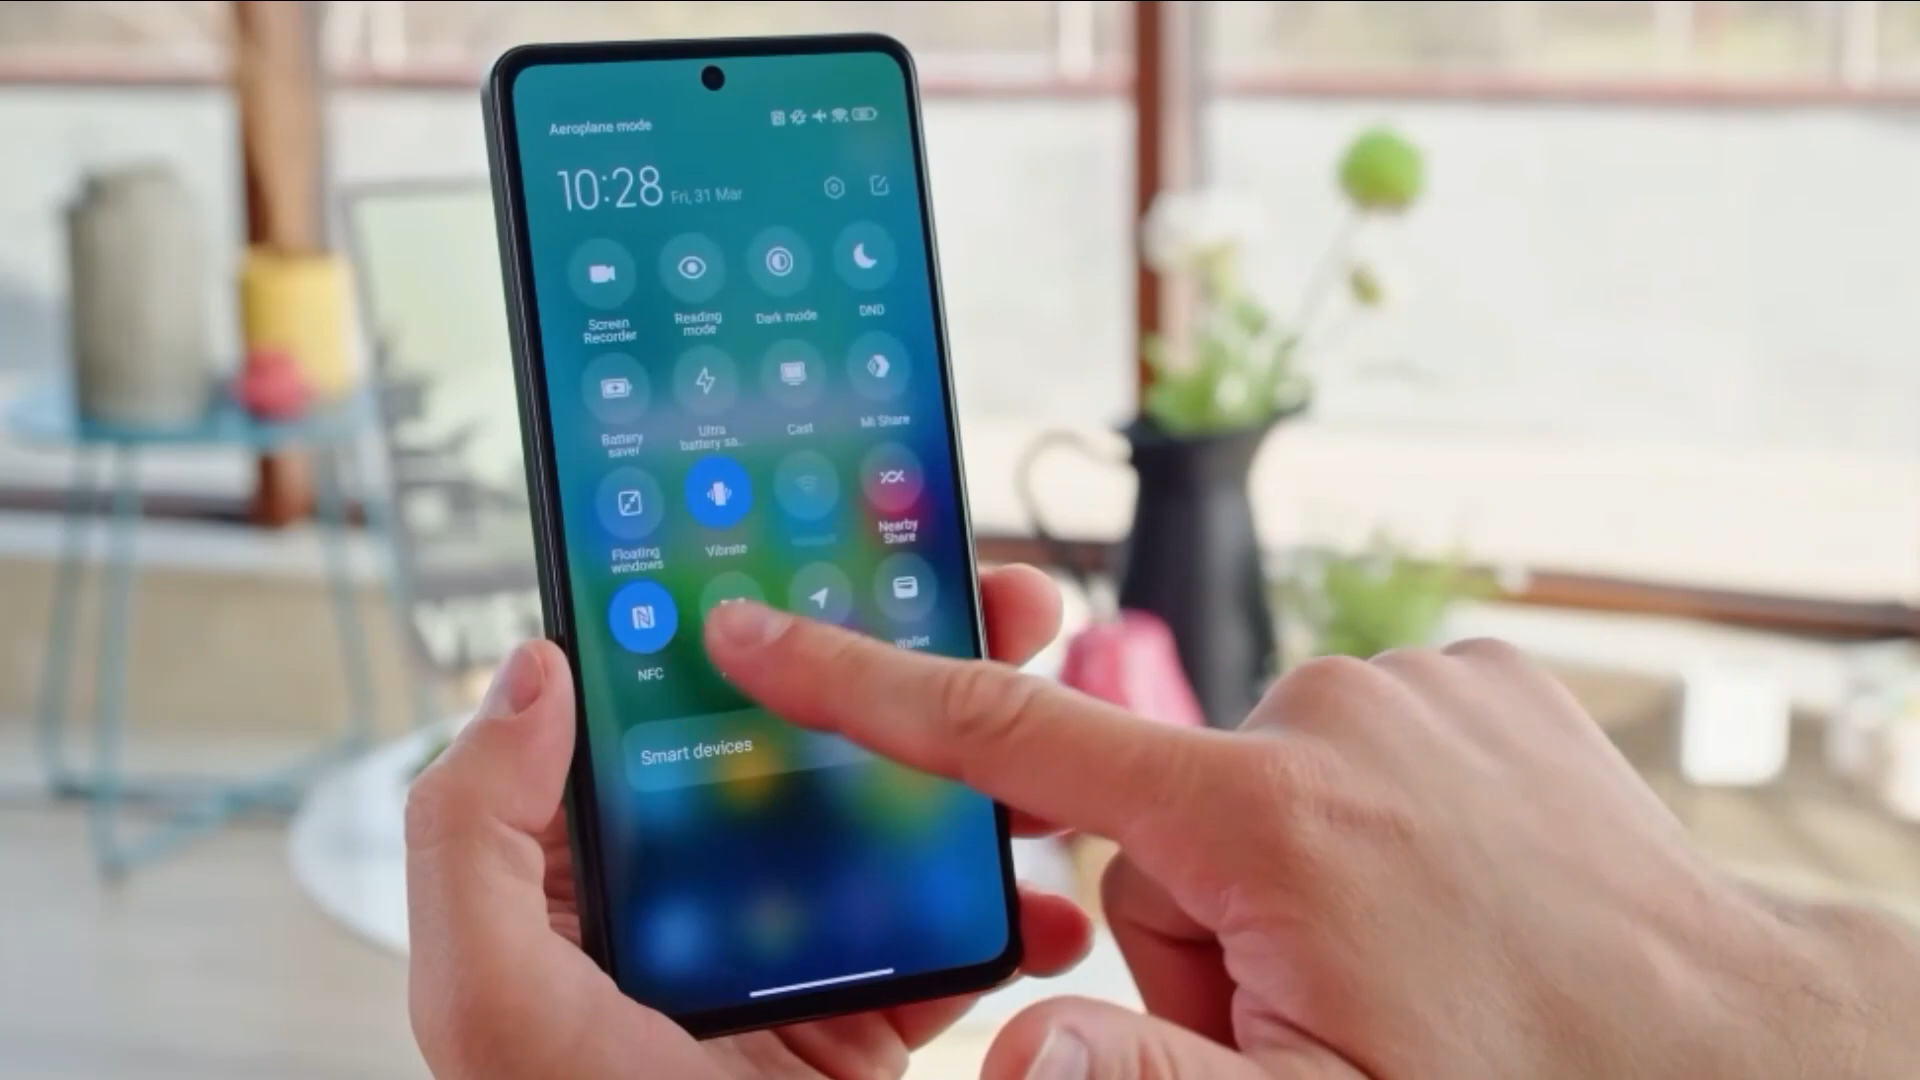 Aeroplane mode
10:28 Fri, 31 Mar
Screen Recorder
Reading mode
Dark mode
DND
Battery saver
Ultra battery sa...
Cast
Mi Share
Floating windows
Vibrate
Nearby Share
NFC
Wallet
Smart devices